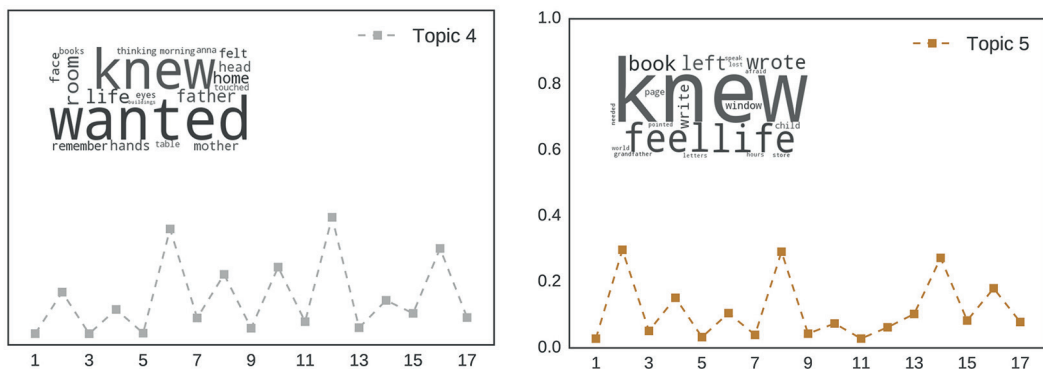 Topic 4
books
face
room
thinking morning anna felt
knew
head
home
touched
life
eyes
buildings
father
wanted
remember hands table mother
1 3 5 7 9 11 13 15 17
1.0
0.8
0.6
0.4
0.2
0.0
Topic 5
book left speak wrote
lost
afraid
knew
page
write
window
needed
pointed
child
feel life
world
grandfather
letters
hours store
1 3 5 7 9 11 13 15 17